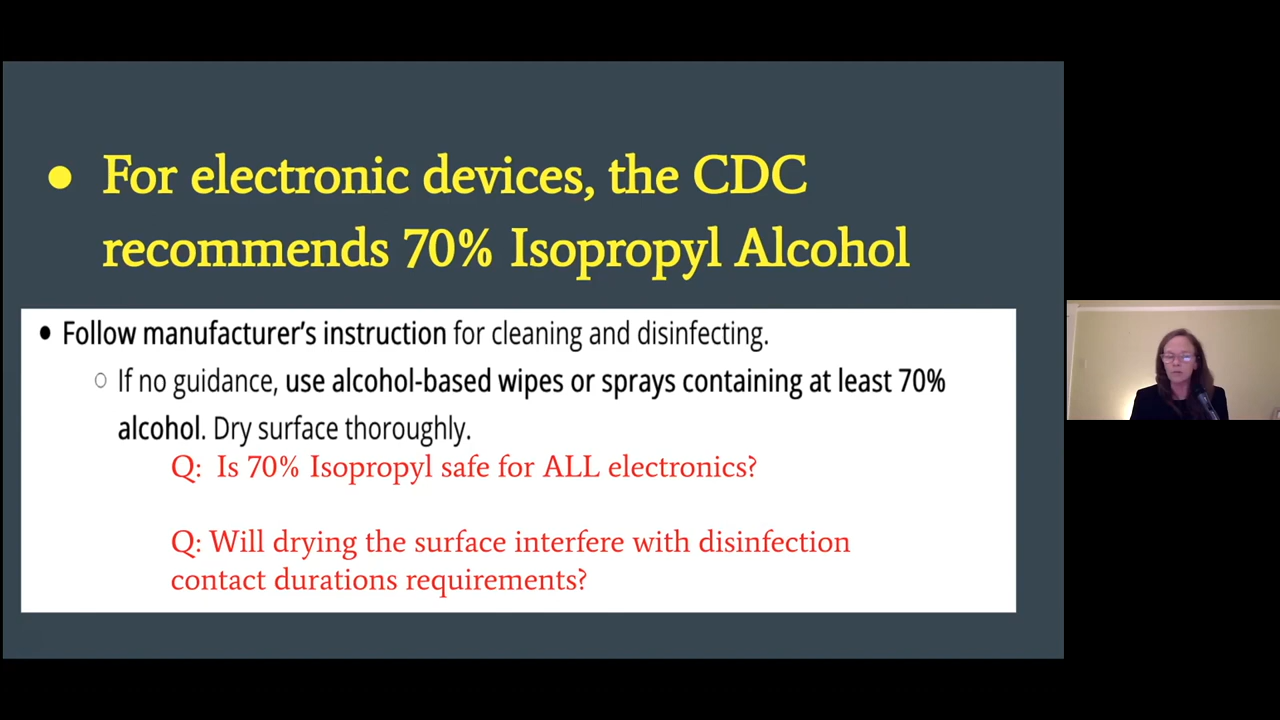 ● For electronic devices, the CDC
recommends 70% Isopropyl Alcohol
● Follow manufacturer's instruction for cleaning and disinfecting.
○ If no guidance, use alcohol-based wipes or sprays containing at least 70%
alcohol. Dry surface thoroughly.
Q: Is 70% Isopropyl safe for ALL electronics?
Q: Will drying the surface interfere with disinfection
contact durations requirements?